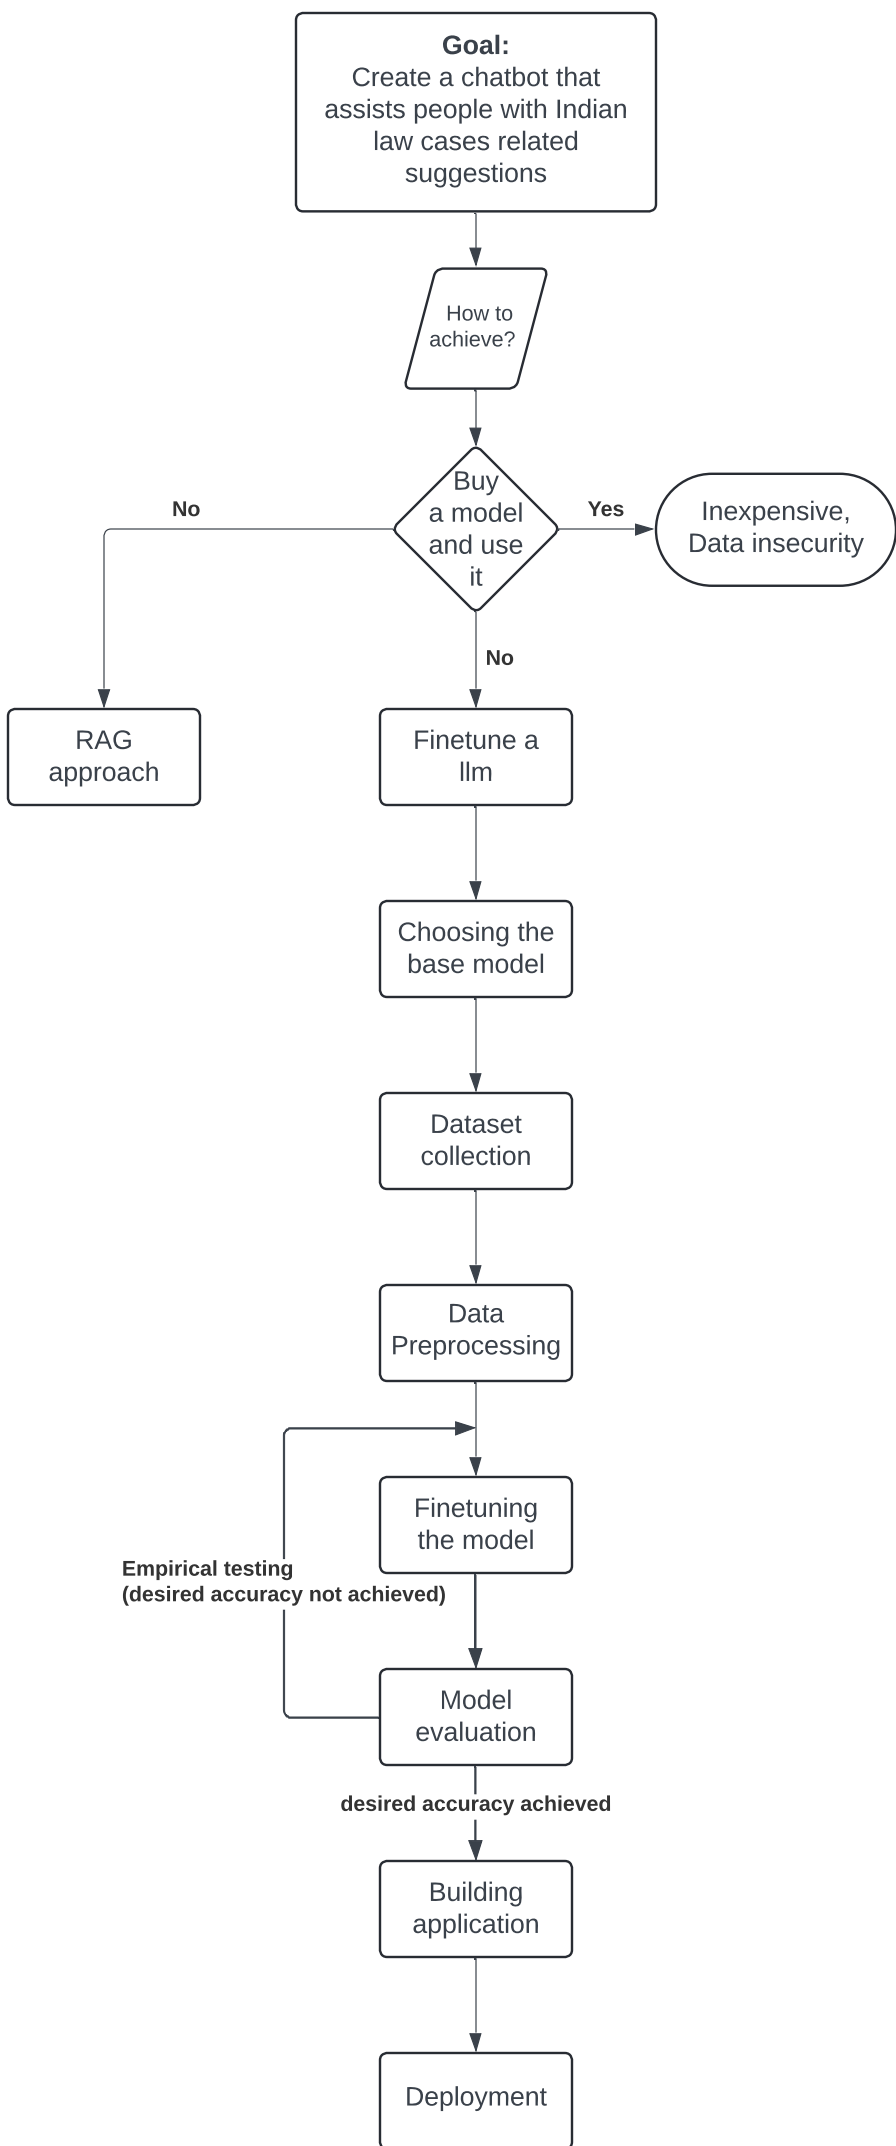 Goal:
Create a chatbot that
assists people with Indian
law cases related
suggestions
How to
achieve?
Buy
a model
and use
it
No
Yes
Inexpensive,
Data insecurity
No
RAG
approach
Finetune a
llm
Choosing the
base model
Dataset
collection
Data
Preprocessing
Finetuning
the model
Empirical testing
(desired accuracy not achieved)
Model
evaluation
desired accuracy achieved
Building
application
Deployment